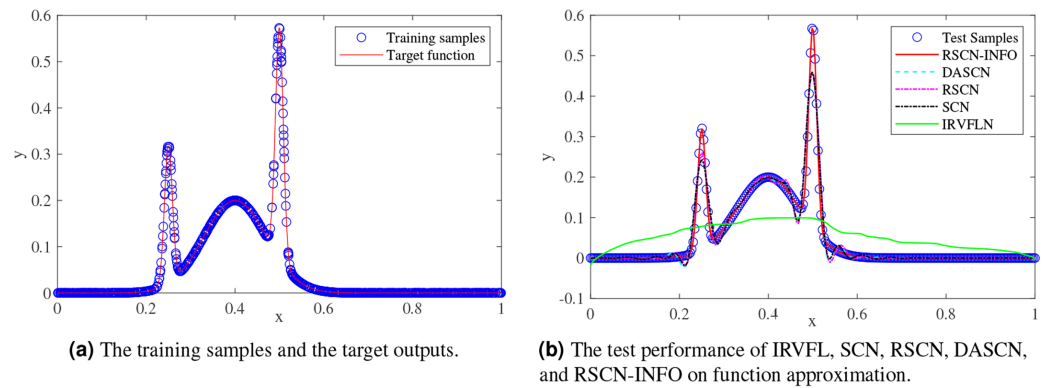 0.6
0.5
0.4
0.3
0.2
0.1
0
y
0
0.2
0.4
0.6
0.8
1
x
Training samples
Target function
(a) The training samples and the target outputs.
0.6
0.5
0.4
0.3
0.2
0.1
0
-0.1
y
0
0.2
0.4
0.6
0.8
1
x
Test Samples
RSCN-INFO
DASCN
RSCN
SCN
IRVFLN
(b) The test performance of IRVFL, SCN, RSCN, DASCN,
and RSCN-INFO on function approximation.